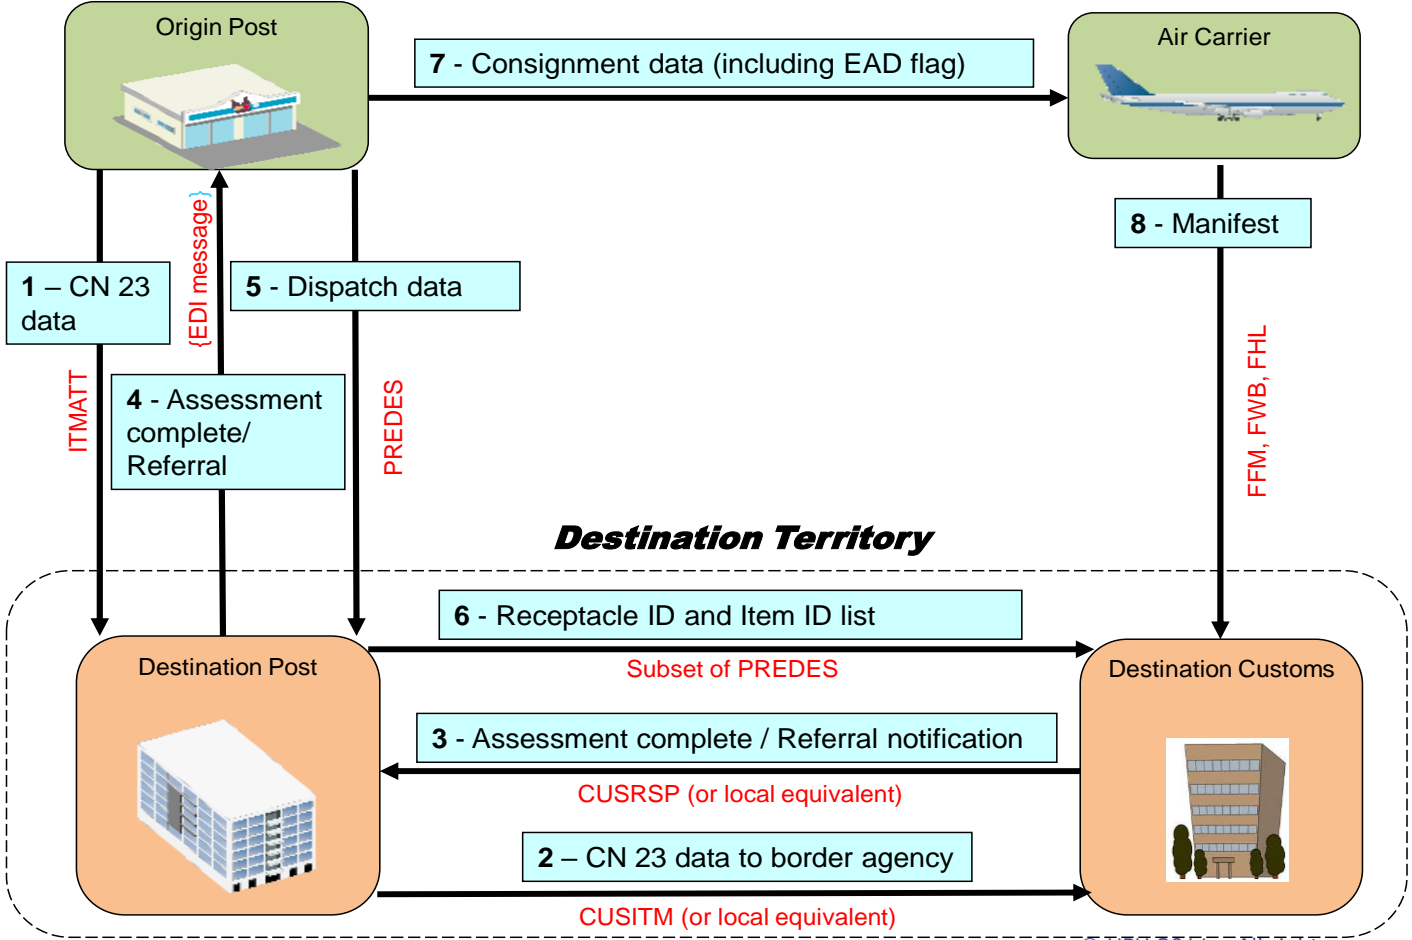 Origin Post
Air Carrier
7 - Consignment data (including EAD flag)
{EDI message}
8 - Manifest
1 – CN 23
data
5 - Dispatch data
ITMATT
4 - Assessment
complete/
Referral
PREDES
FFM, FWB, FHL
Destination Territory
6 - Receptacle ID and Item ID list
Destination Post
Subset of PREDES
Destination Customs
3 - Assessment complete / Referral notification
CUSRSP (or local equivalent)
2 – CN 23 data to border agency
CUSITM (or local equivalent)